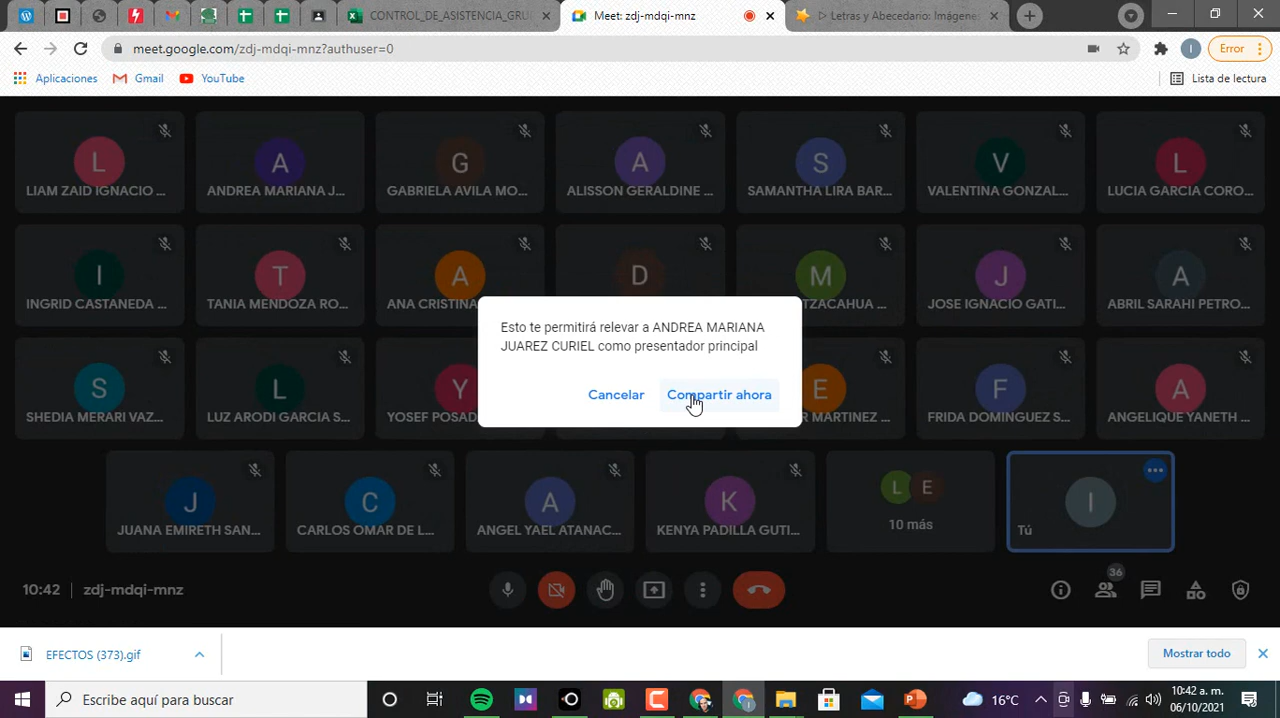 CONTROL_DE_ASISTENCIA_GRU
Meet: zdj-mdqi-mnz
▷ Letras y Abecedario: Imágene
meet.google.com/zdj-mdqi-mnz?authuser=0
I
Error
Aplicaciones
Gmail
YouTube
Lista de lectura
L
A
G
A
S
V
L
LIAM ZAID IGNACIO ...
ANDREA MARIANA J...
GABRIELA AVILA MO...
ALISSON GERALDINE ...
SAMANTHA LIRA BAR...
VALENTINA GONZAL...
LUCIA GARCIA CORO...
I
T
A
D
M
J
A
INGRID CASTANEDA ...
TANIA MENDOZA RO...
ANA CRISTINA
TZACAHUA ...
JOSE IGNACIO GATI...
ABRIL SARAHI PETRO...
Esto te permitirá relevar a ANDREA MARIANA
JUAREZ CURIEL como presentador principal
Cancelar
Compartir ahora
S
L
Y
E
F
A
SHEDIA MERARI VAZ...
LUZ ARODI GARCIA S...
YOSEF POSAD
R MARTINEZ ...
FRIDA DOMINGUEZ S...
ANGELIQUE YANETH ...
J
C
A
K
L
E
I
JUANA EMIRETH SAN...
CARLOS OMAR DE L...
ANGEL YAEL ATANAC...
KENYA PADILLA GUTI...
10 más
Tú
10:42
zdj-mdqi-mnz
36
EFECTOS (373).gif
Mostrar todo
Escribe aquí para buscar
16°C
10:42 a. m.
06/10/2021